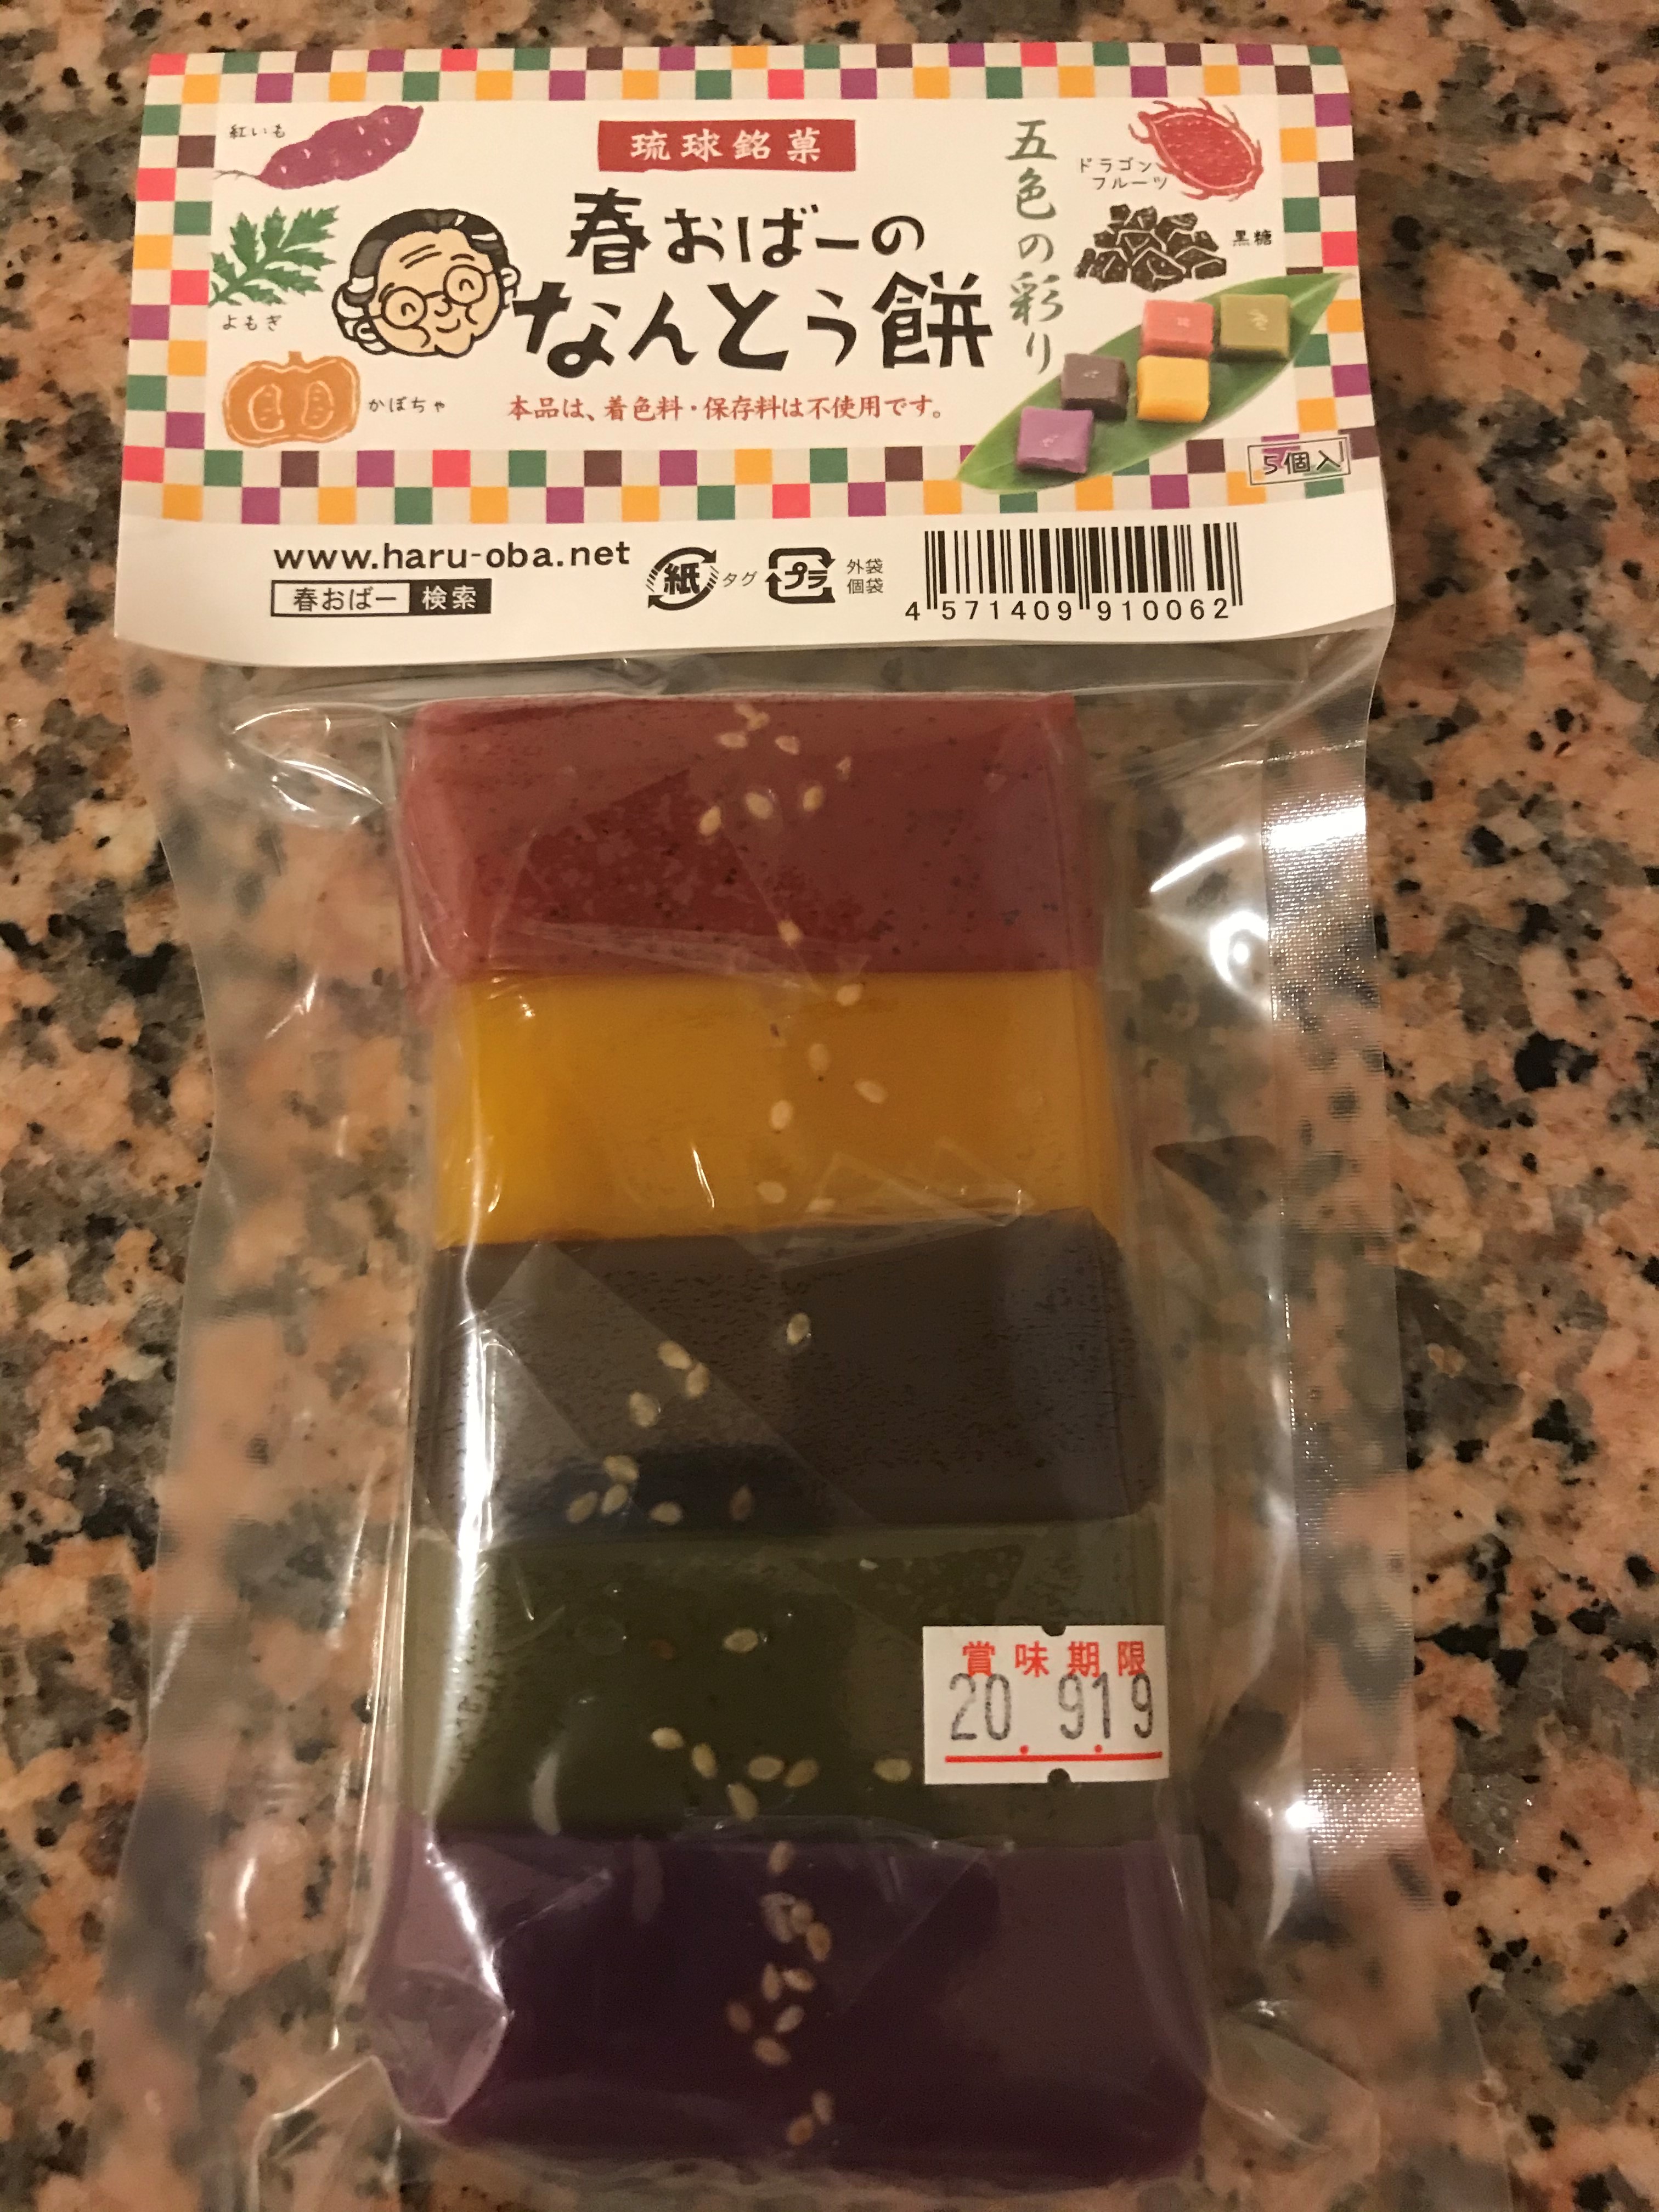 紅いも
琉球銘菓
五色の彩り
ドラゴン
フルーツ
春おばーの
なんとう餅
黒糖
よもぎ
かぼちゃ
本品は、着色料・保存料は不使用です。
5個入
www.haru-oba.net
春おばー 検索
紙 タグ プラ 外袋
個袋
4 571409 910062
賞味期限
20. 9.19